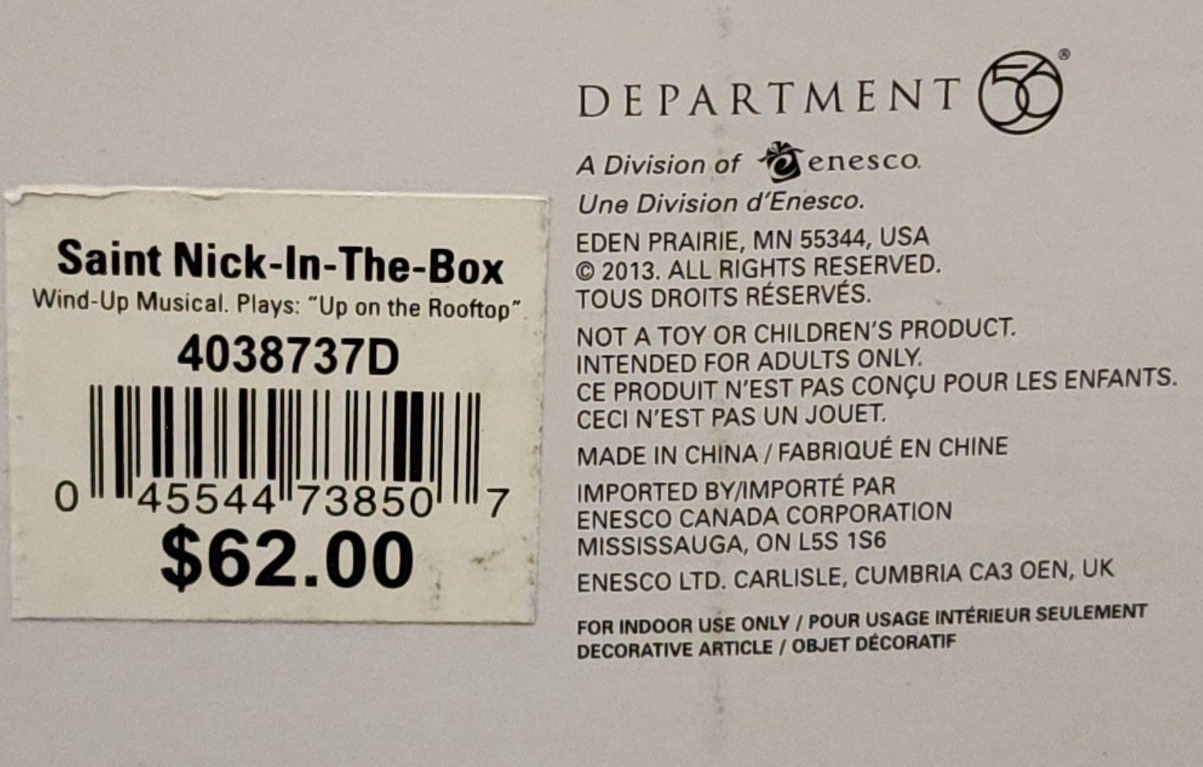 Saint Nick-In-The-Box
Wind-Up Musical. Plays: “Up on the Rooftop”.
4038737D
0 45544 73850 7
$62.00
DEPARTMENT 56®
A Division of enesco.
Une Division d'Enesco.
EDEN PRAIRIE, MN 55344, USA
© 2013. ALL RIGHTS RESERVED.
TOUS DROITS RÉSERVÉS.
NOT A TOY OR CHILDREN'S PRODUCT.
INTENDED FOR ADULTS ONLY.
CE PRODUIT N'EST PAS CONÇU POUR LES ENFANTS.
CECI N'EST PAS UN JOUET.
MADE IN CHINA / FABRIQUÉ EN CHINE
IMPORTED BY/IMPORTÉ PAR
ENESCO CANADA CORPORATION
MISSISSAUGA, ON L5S 1S6
ENESCO LTD. CARLISLE, CUMBRIA CA3 OEN, UK
FOR INDOOR USE ONLY / POUR USAGE INTÉRIEUR SEULEMENT
DECORATIVE ARTICLE / OBJET DÉCORATIF